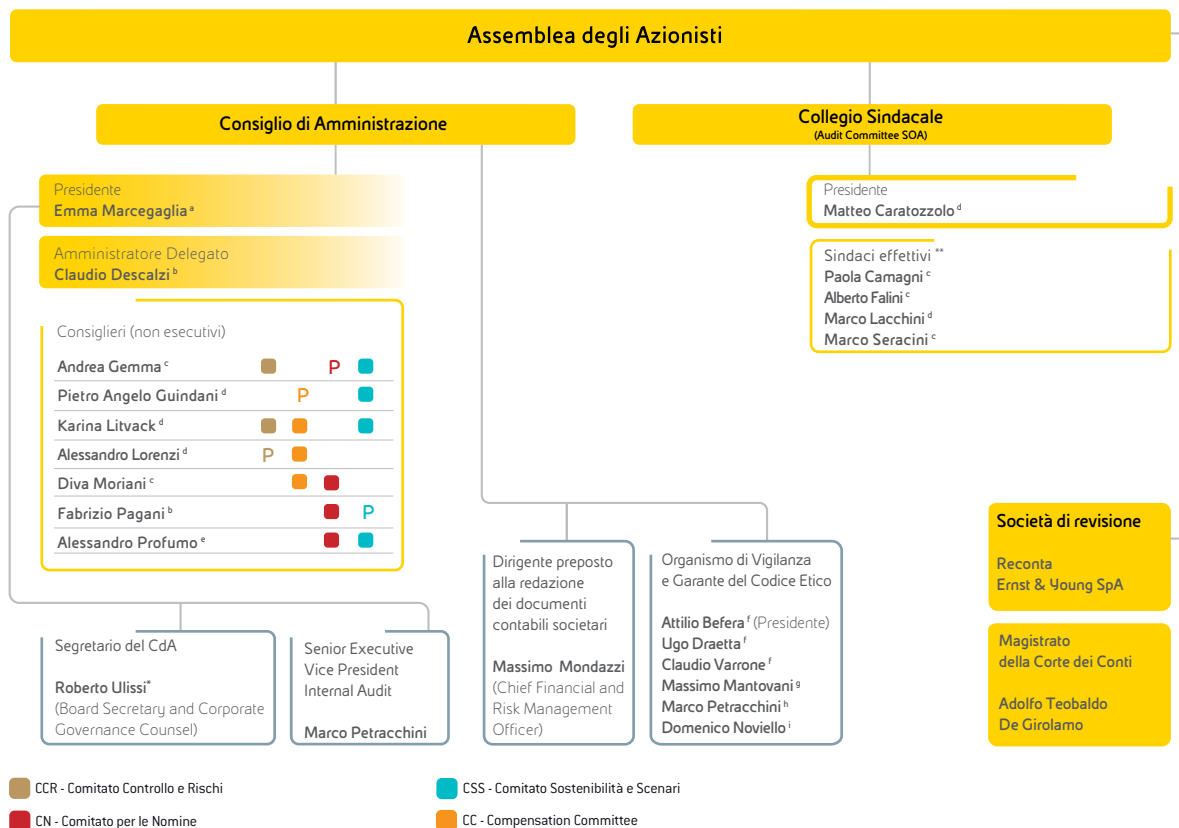 Assemblea degli Azionisti
Consiglio di Amministrazione
Collegio Sindacale
(Audit Committee SOA)
Presidente
Emma Marcegaglia a
Amministratore Delegato
Claudio Descalzi b
Consiglieri (non esecutivi)
Andrea Gemma c P
Pietro Angelo Guindani d P
Karina Litvack d
Alessandro Lorenzi d P
Diva Moriani c
Fabrizio Pagani b P
Alessandro Profumo e
Presidente
Matteo Caratozzolo d
Sindaci effettivi **
Paola Camagni c
Alberto Falini c
Marco Lacchini d
Marco Seracini c
Segretario del CdA
Roberto Ulissi*
(Board Secretary and Corporate
Governance Counsel)
Senior Executive
Vice President
Internal Audit
Marco Petracchini
Dirigente preposto
alla redazione
dei documenti
contabili societari
Massimo Mondazzi
(Chief Financial and
Risk Management
Officer)
Organismo di Vigilanza
e Garante del Codice Etico
Attilio Befera f (Presidente)
Ugo Draetta f
Claudio Varrone f
Massimo Mantovani g
Marco Petracchini h
Domenico Noviello i
Società di revisione
Reconta
Ernst & Young SpA
Magistrato
della Corte dei Conti
Adolfo Teobaldo
De Girolamo
CCR - Comitato Controllo e Rischi
CSS - Comitato Sostenibilità e Scenari
CN - Comitato per le Nomine
CC - Compensation Committee